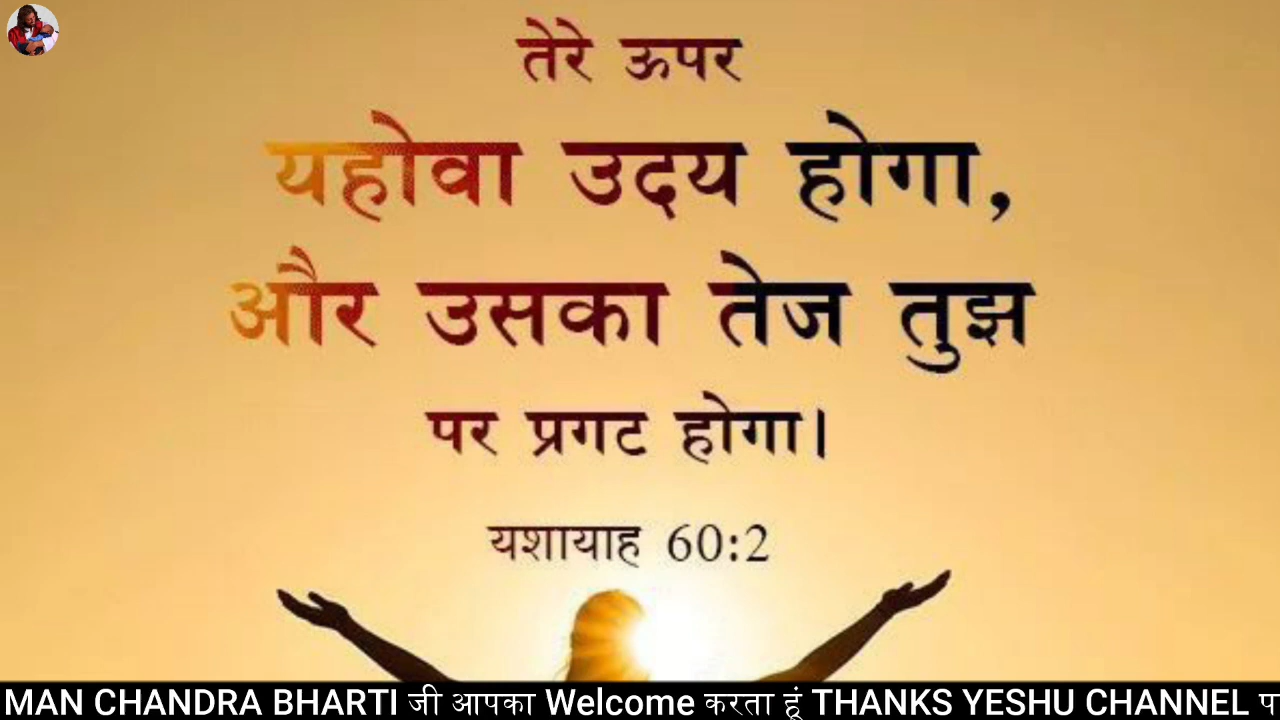 तेरे ऊपर
यहोवा उदय होगा,
और उसका तेज तुझ
पर प्रगट होगा।
यशायाह 60:2
MAN CHANDRA BHARTI जी आपका Welcome करता हूं THANKS YESHU CHANNEL प